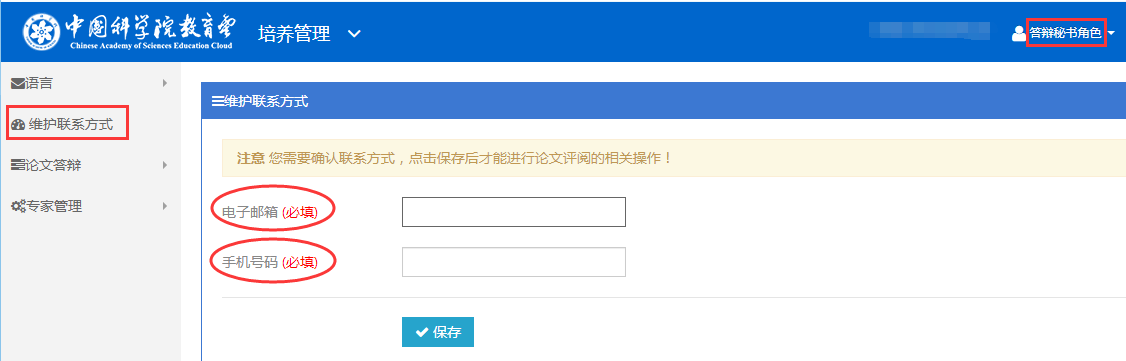 中国科学院教育云
Chinese Academy of Sciences Education Cloud
培养管理
答辩秘书角色
语言
维护联系方式
论文答辩
专家管理
维护联系方式
注意 您需要确认联系方式，点击保存后才能进行论文评阅的相关操作！
电子邮箱 (必填)
手机号码 (必填)
保存